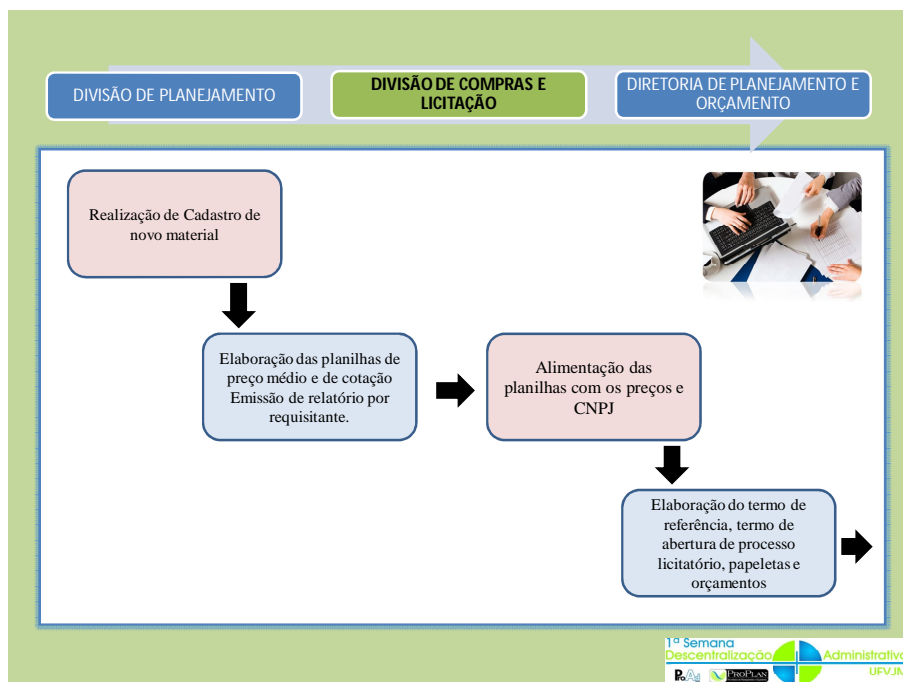 DIVISÃO DE PLANEJAMENTO
DIVISÃO DE COMPRAS E
LICITAÇÃO
DIRETORIA DE PLANEJAMENTO E
ORÇAMENTO
Realização de Cadastro de
novo material
Elaboração das planilhas de
preço médio e de cotação
Emissão de relatório por
requisitante.
Alimentação das
planilhas com os preços e
CNPJ
Elaboração do termo de
referência, termo de
abertura de processo
licitatório, papeletas e
orçamentos
1ª Semana
Descentralização Administrativa
ProAd PROPLAN UFVJM